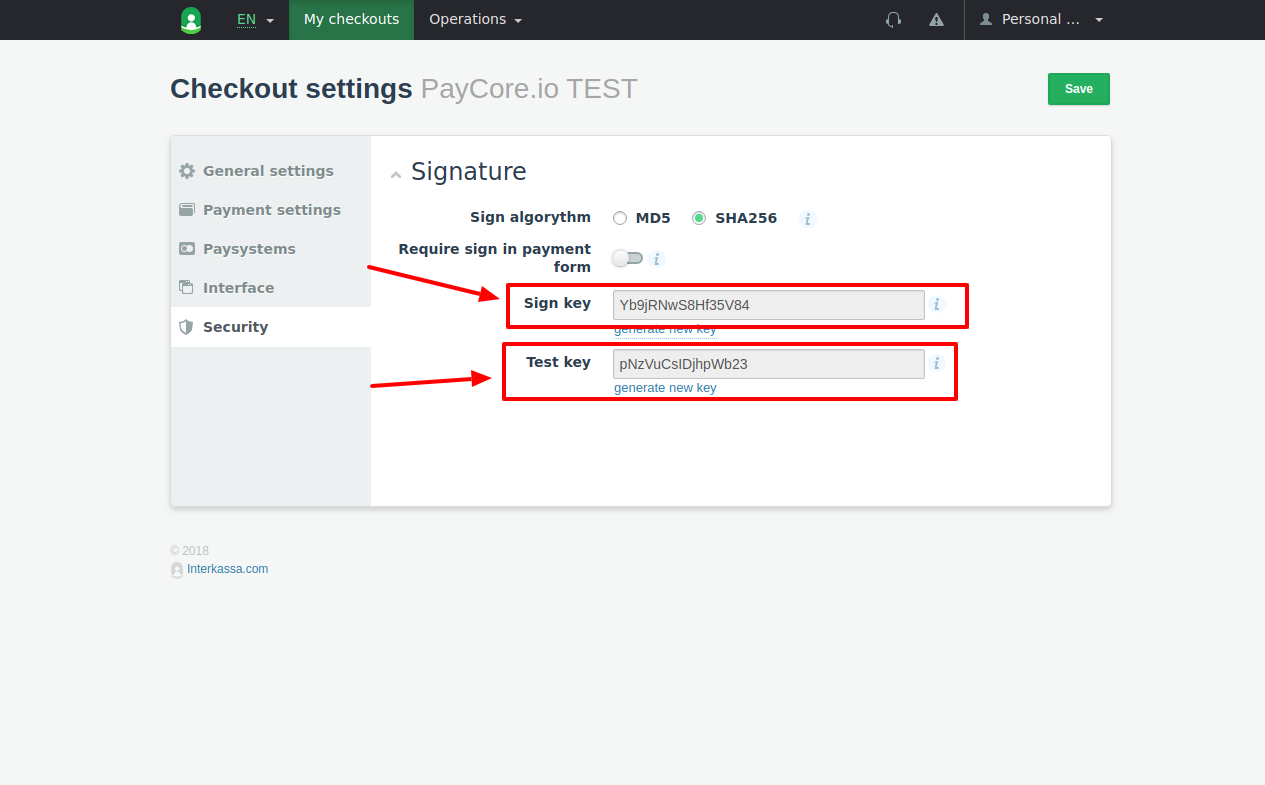 EN My checkouts Operations Personal ...
Checkout settings PayCore.io TEST Save
General settings
Payment settings
Paysystems
Interface
Security
Signature
Sign algorythm MD5 SHA256 i
Require sign in payment
form i
Sign key Yb9jRNwS8Hf35V84 i
generate new key
Test key pNzVuCsIDjhpWb23 i
generate new key
© 2018
Interkassa.com